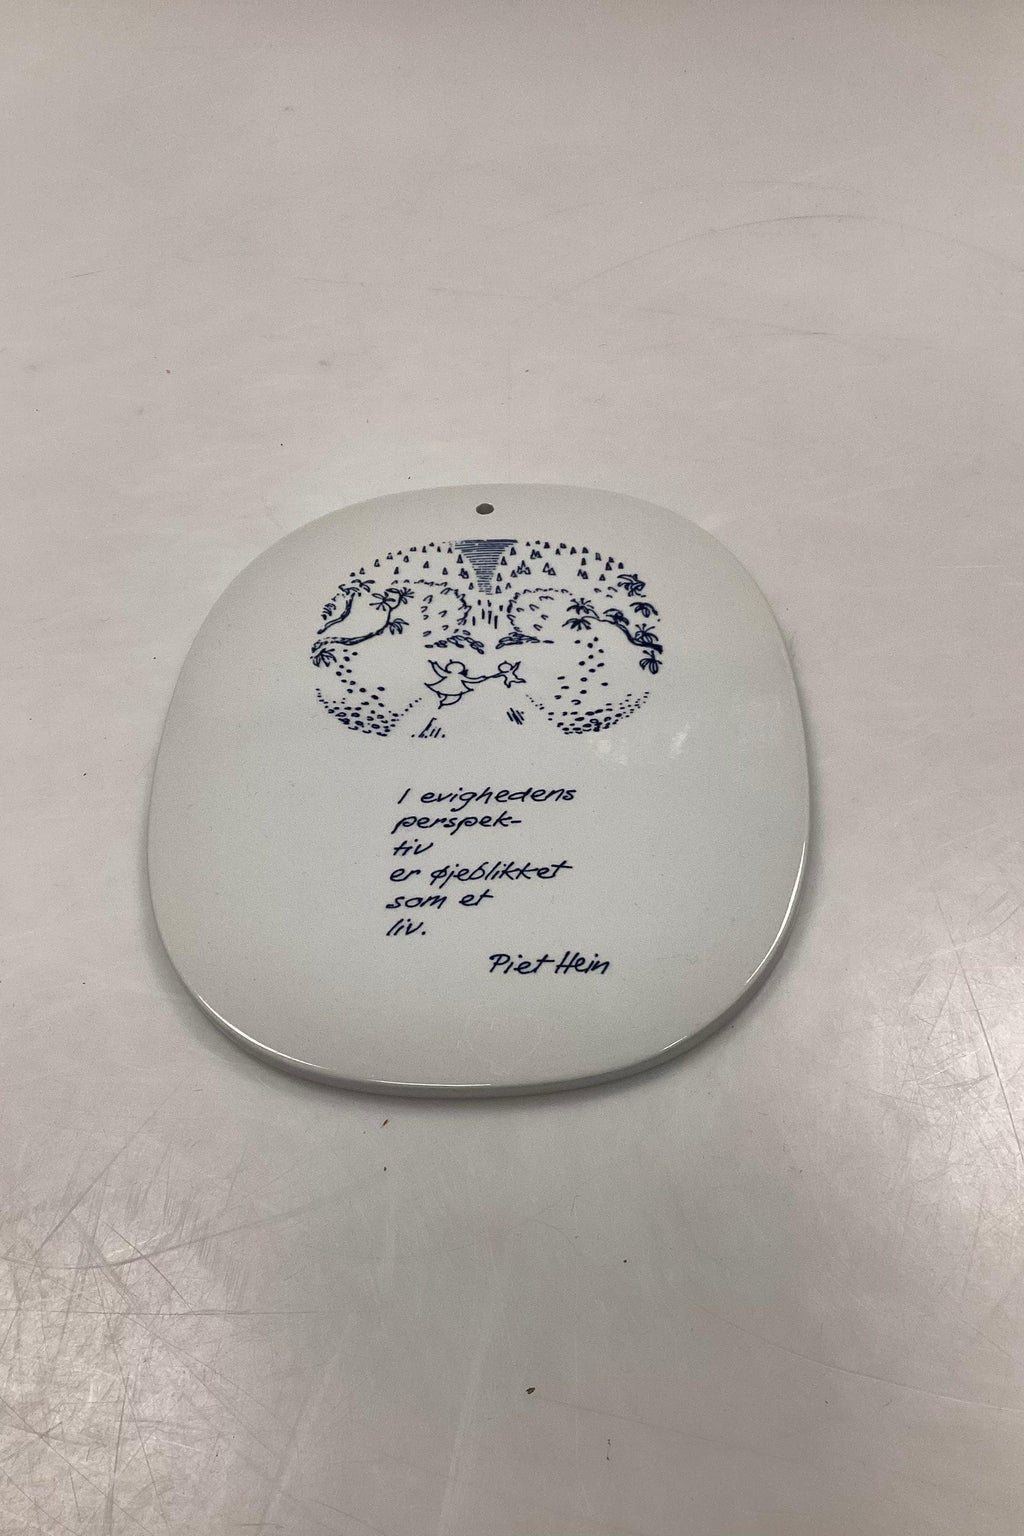 I evighedens
perspek-
tiv
er øjeblikket
som et
liv.
Piet Hein